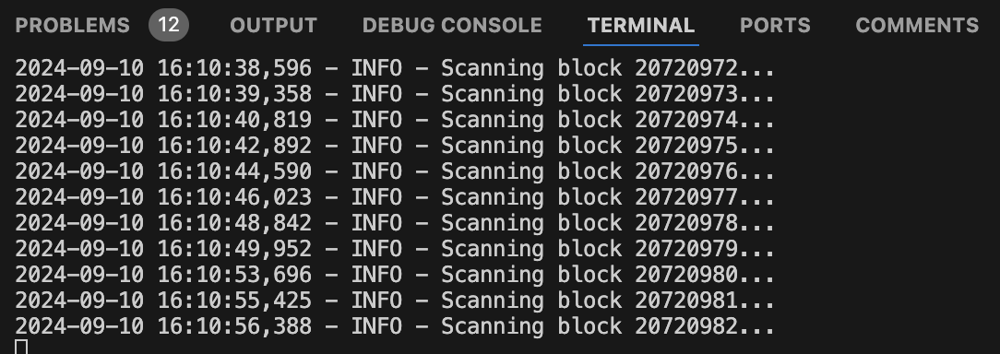 PROBLEMS 12 OUTPUT DEBUG CONSOLE TERMINAL PORTS COMMENTS
2024-09-10 16:10:38,596 - INFO - Scanning block 20720972...
2024-09-10 16:10:39,358 - INFO - Scanning block 20720973...
2024-09-10 16:10:40,819 - INFO - Scanning block 20720974...
2024-09-10 16:10:42,892 - INFO - Scanning block 20720975...
2024-09-10 16:10:44,590 - INFO - Scanning block 20720976...
2024-09-10 16:10:46,023 - INFO - Scanning block 20720977...
2024-09-10 16:10:48,842 - INFO - Scanning block 20720978...
2024-09-10 16:10:49,952 - INFO - Scanning block 20720979...
2024-09-10 16:10:53,696 - INFO - Scanning block 20720980...
2024-09-10 16:10:55,425 - INFO - Scanning block 20720981...
2024-09-10 16:10:56,388 - INFO - Scanning block 20720982...